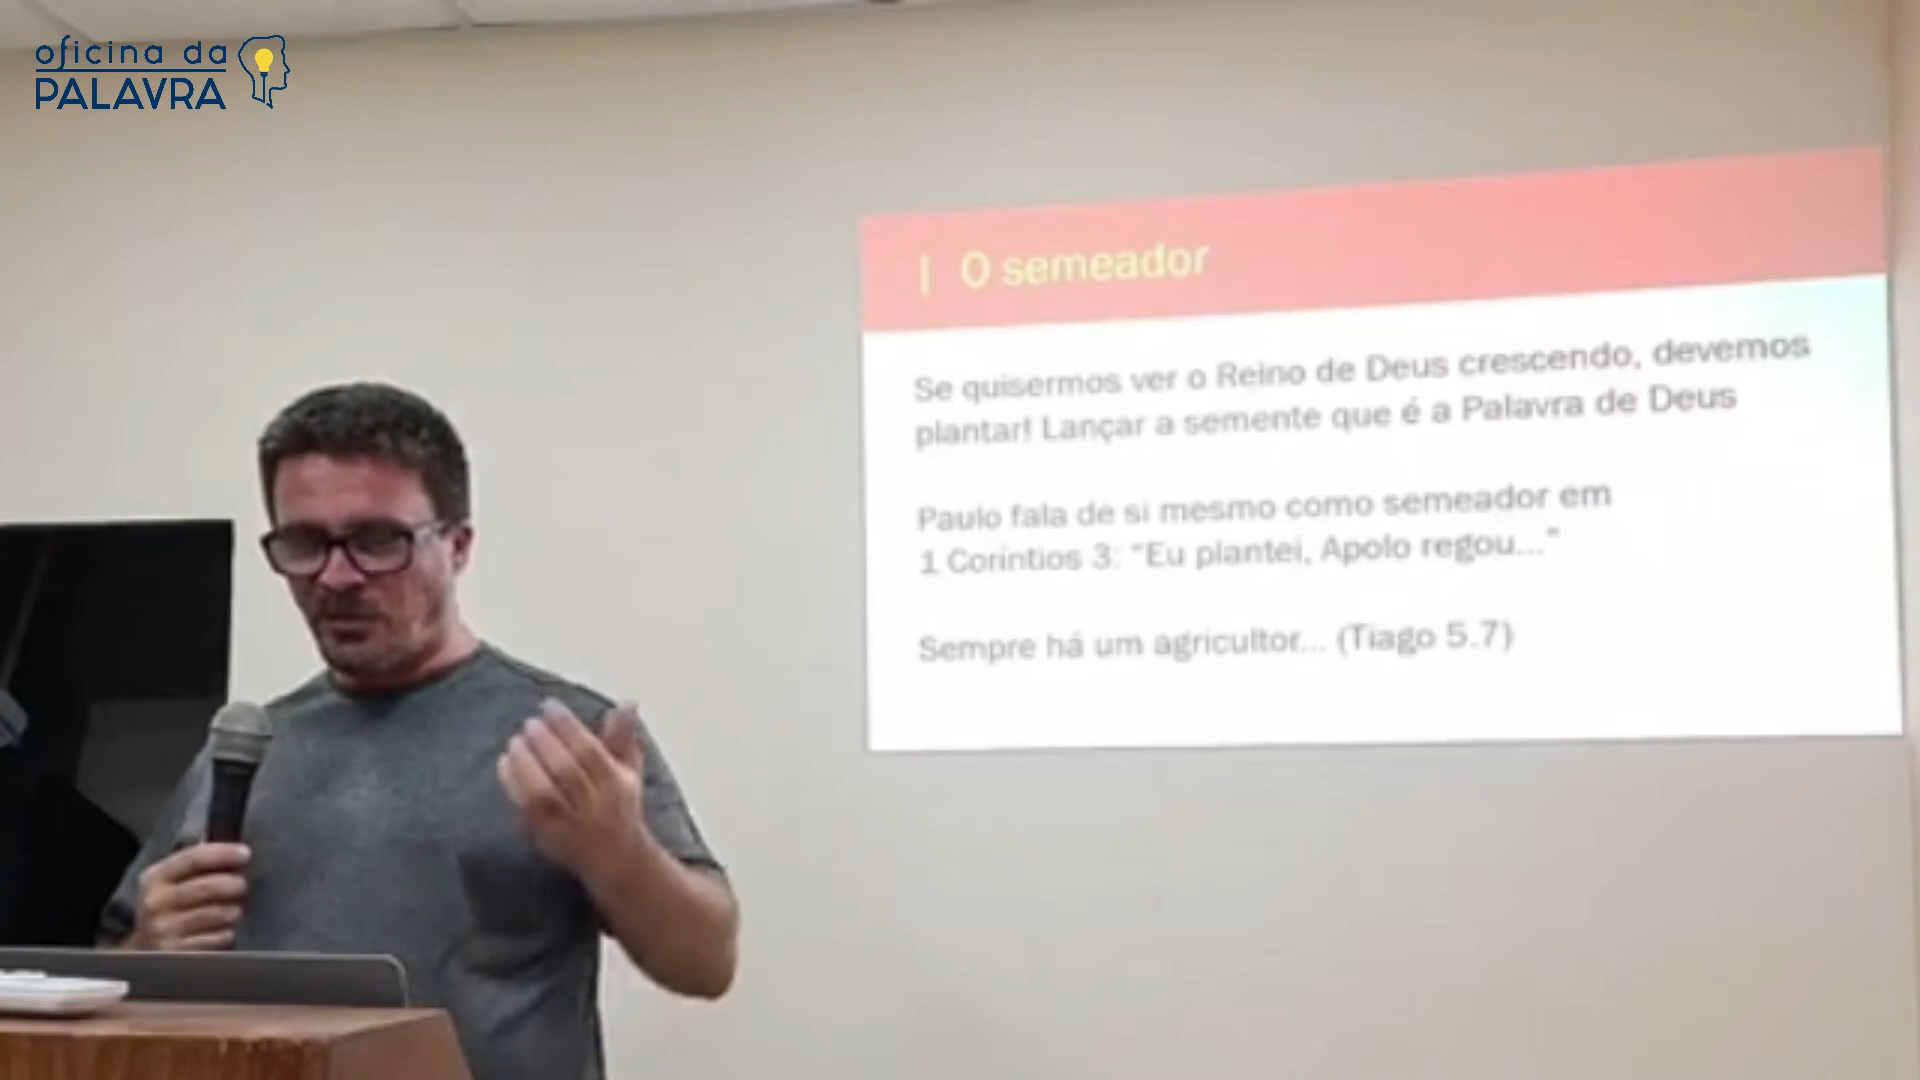 oficina da
PALAVRA
| O semeador
Se quisermos ver o Reino de Deus crescendo, devemos
plantar! Lançar a semente que é a Palavra de Deus
Paulo fala de si mesmo como semeador em
1 Coríntios 3: "Eu plantei, Apolo regou..."
Sempre há um agricultor... (Tiago 5.7)